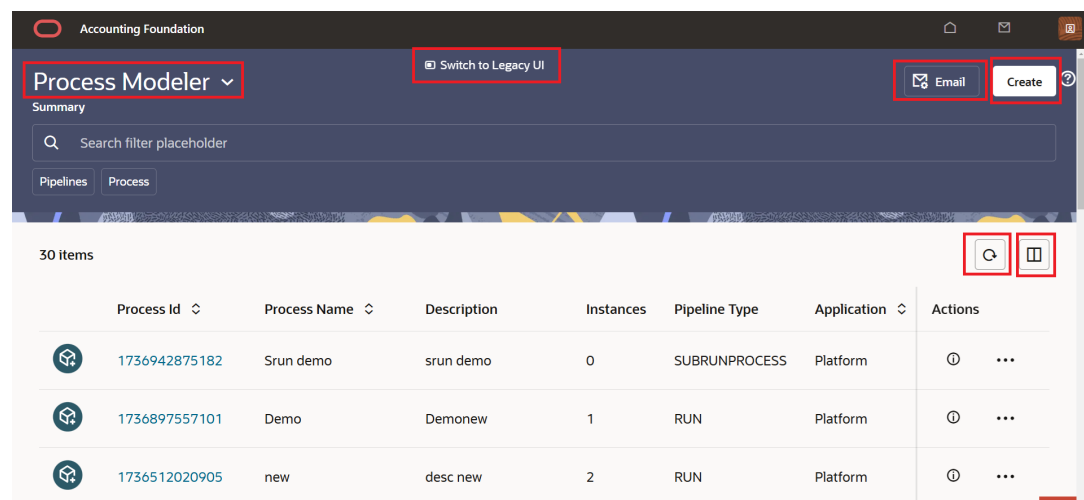 Accounting Foundation
Switch to Legacy UI
Process Modeler
Email
Create
Summary
Search filter placeholder
Pipelines Process
30 items
Process Id Process Name Description Instances Pipeline Type Application Actions
1736942875182 Srun demo srun demo 0 SUBRUNPROCESS Platform
1736897557101 Demo Demonew 1 RUN Platform
1736512020905 new desc new 2 RUN Platform